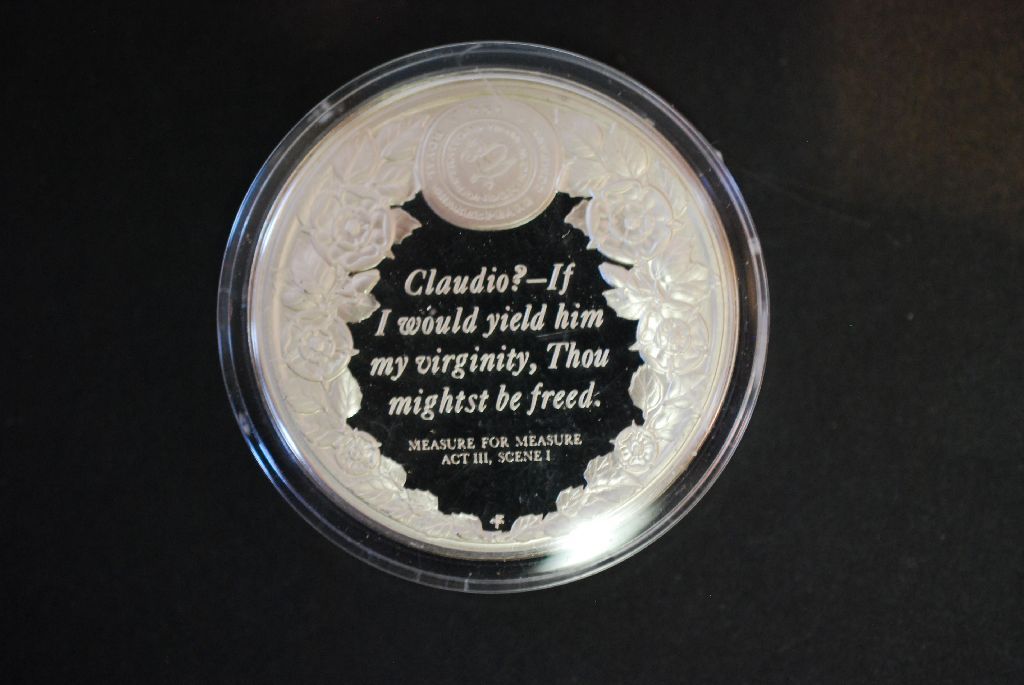 Claudio?–If
I would yield him
my virginity, Thou
mightst be freed.
MEASURE FOR MEASURE
ACT III, SCENE I